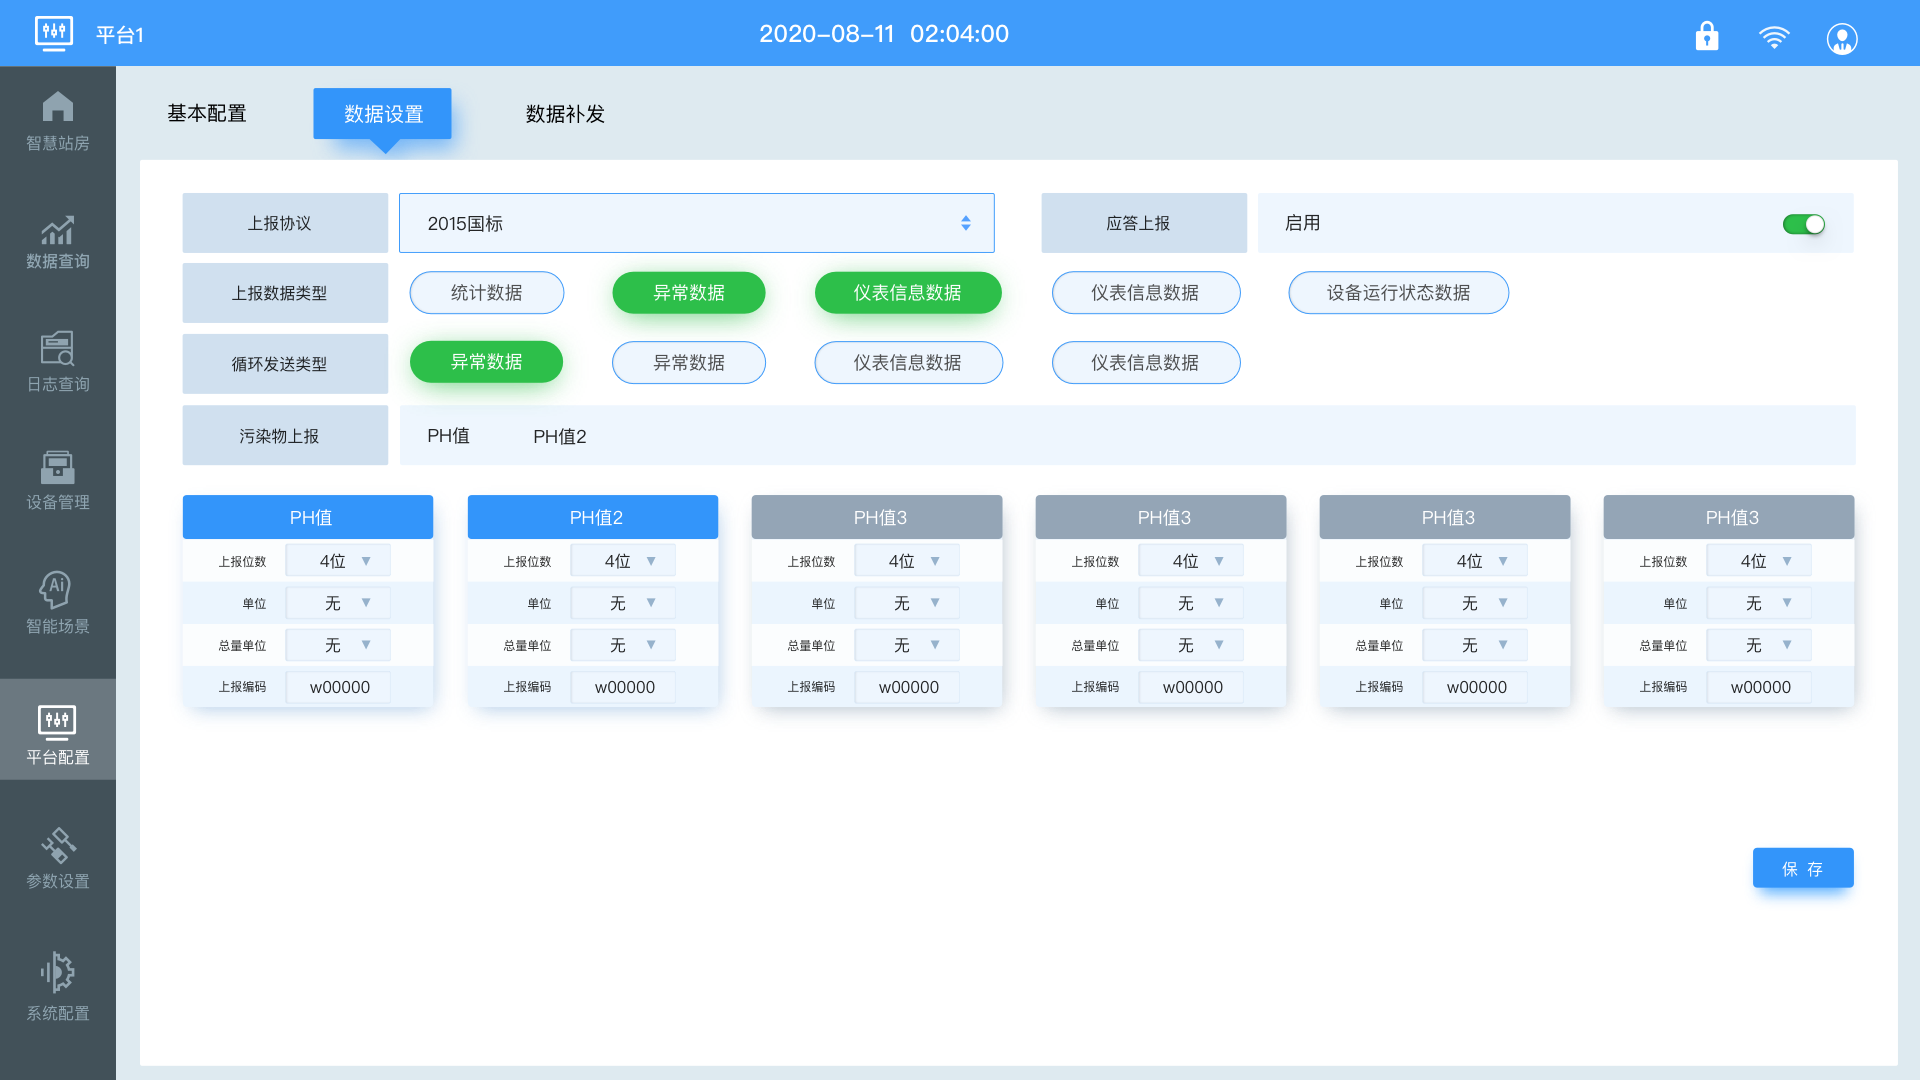 平台1
2020-08-11 02:04:00
智慧站房
数据查询
日志查询
设备管理
Ai
智能场景
平台配置
参数设置
系统配置
基本配置
数据设置
数据补发
上报协议
2015国标
应答上报
启用
上报数据类型
统计数据
异常数据
仪表信息数据
仪表信息数据
设备运行状态数据
循环发送类型
异常数据
异常数据
仪表信息数据
仪表信息数据
污染物上报
PH值
PH值2
PH值
上报位数 4位
单位 无
总量单位 无
上报编码 w00000
PH值2
上报位数 4位
单位 无
总量单位 无
上报编码 w00000
PH值3
上报位数 4位
单位 无
总量单位 无
上报编码 w00000
PH值3
上报位数 4位
单位 无
总量单位 无
上报编码 w00000
PH值3
上报位数 4位
单位 无
总量单位 无
上报编码 w00000
PH值3
上报位数 4位
单位 无
总量单位 无
上报编码 w00000
保 存